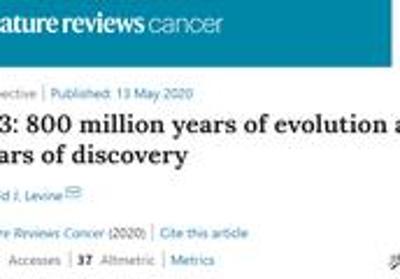 ature reviews cancer
ective | Published: 13 May 2020
3: 800 million years of evolution a
ars of discovery
d J. Levine
re Reviews Cancer (2020) | Cite this article
Accesses | 37 Altmetric | Metrics